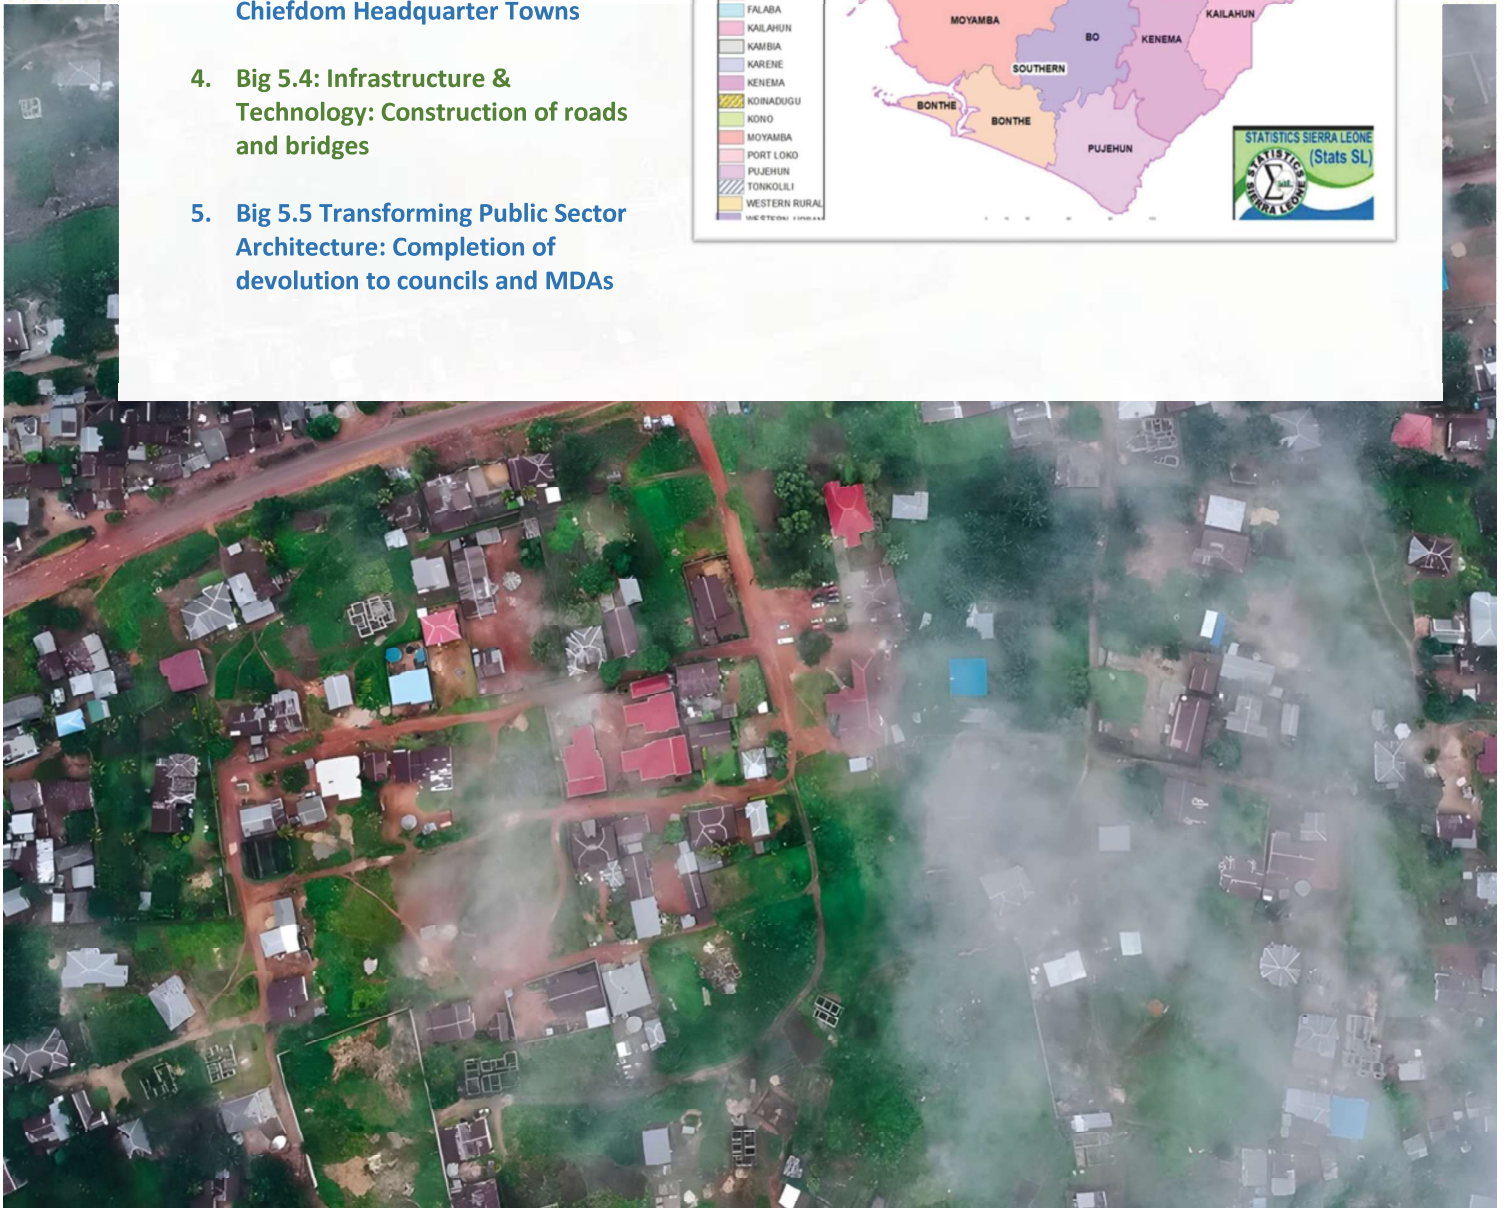 Chiefdom Headquarter Towns
4. Big 5.4: Infrastructure &
Technology: Construction of roads
and bridges
5. Big 5.5 Transforming Public Sector
Architecture: Completion of
devolution to councils and MDAs
FALABA
KAILAHUN
KAMBIA
KARENE
KENEMA
KOINADUGU
KONO
MOYAMBA
PORT LOKO
PUJEHUN
TONKOLILI
WESTERN RURAL
WESTERN URBAN
MOYAMBA
BO
KENEMA
KAILAHUN
SOUTHERN
BONTHE
BONTHE
PUJEHUN
STATISTICS SIERRA LEONE
(Stats SL)
STATISTICS
SIERRA LEONE